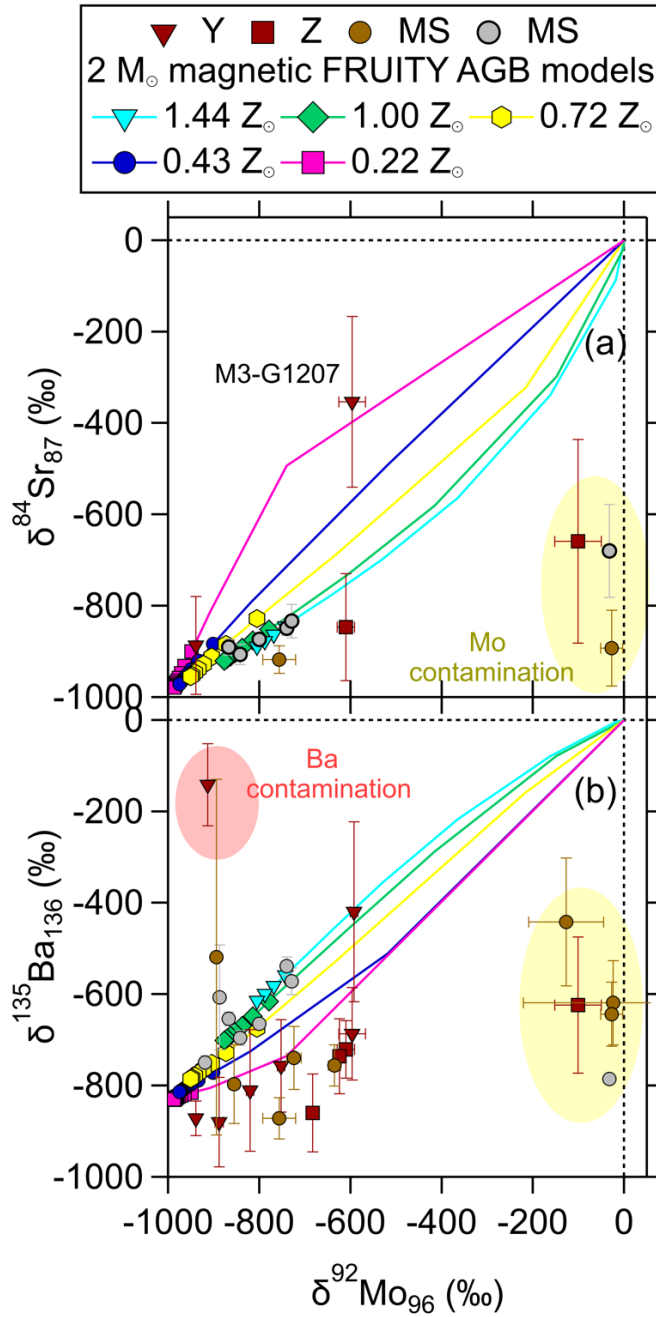 Y Z MS MS
2 M☉ magnetic FRUITY AGB models
1.44 Z☉ 1.00 Z☉ 0.72 Z☉
0.43 Z☉ 0.22 Z☉
0
-200
-400
-600
-800
-1000
δ⁸⁴Sr₈₇ (‰)
(a)
M3-G1207
Mo
contamination
0
-200
-400
-600
-800
-1000
δ¹³⁵Ba₁₃₆ (‰)
Ba
contamination
(b)
-1000 -800 -600 -400 -200 0
δ⁹²Mo₉₆ (‰)